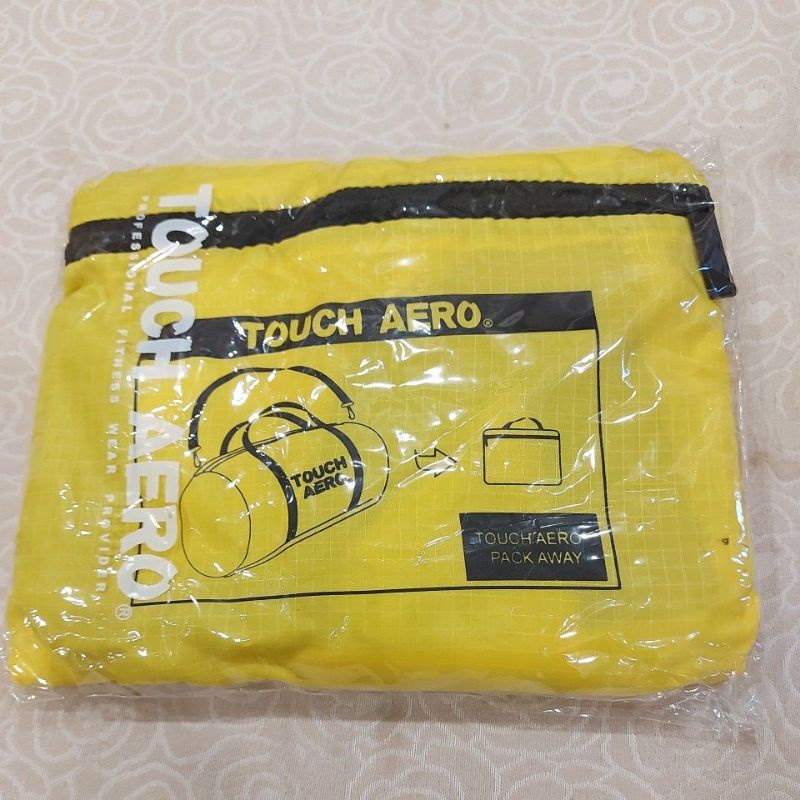 TOUCH AERO®
PROFESSIONAL FITNESS WEAR PROVIDER,
TOUCH AERO®
TOUCH
AERO
TOUCH AERO
PACK AWAY